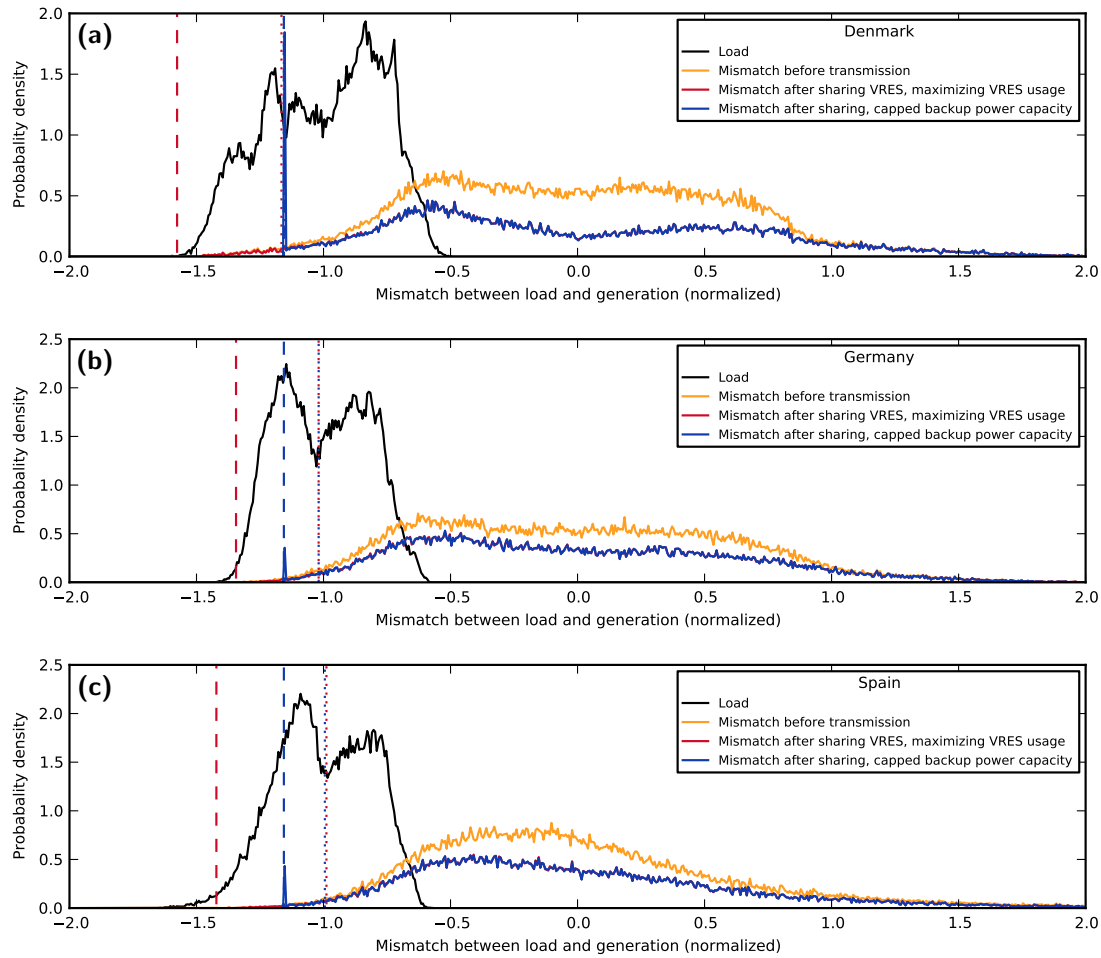 (a)
Probability density
2.0
1.5
1.0
0.5
0.0
Denmark
Load
Mismatch before transmission
Mismatch after sharing VRES, maximizing VRES usage
Mismatch after sharing, capped backup power capacity
−2.0 −1.5 −1.0 −0.5 0.0 0.5 1.0 1.5 2.0
Mismatch between load and generation (normalized)
(b)
Probabality density
2.5
2.0
1.5
1.0
0.5
0.0
Germany
Load
Mismatch before transmission
Mismatch after sharing VRES, maximizing VRES usage
Mismatch after sharing, capped backup power capacity
−2.0 −1.5 −1.0 −0.5 0.0 0.5 1.0 1.5 2.0
Mismatch between load and generation (normalized)
(c)
Probabality density
2.5
2.0
1.5
1.0
0.5
0.0
Spain
Load
Mismatch before transmission
Mismatch after sharing VRES, maximizing VRES usage
Mismatch after sharing, capped backup power capacity
−2.0 −1.5 −1.0 −0.5 0.0 0.5 1.0 1.5 2.0
Mismatch between load and generation (normalized)